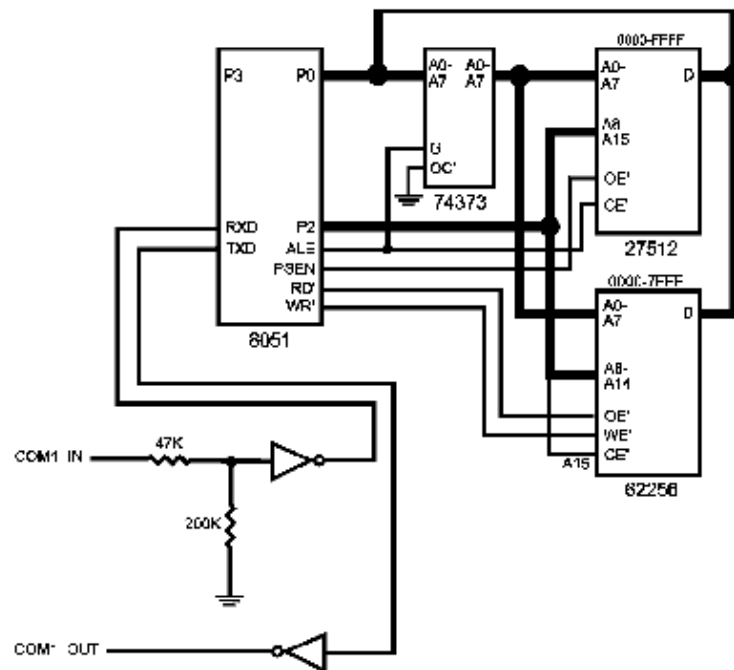 0000-FFFF
P3
P0
A0-
A7
A0-
A7
A0-
A7
D
A8
A15
G
OC'
OE'
CE'
74373
27512
RXD
TXD
P2
ALE
PSEN
RD'
WR'
8051
0000-7FFF
A0-
A7
D
A8-
A14
OE'
WE'
CE'
A15
62256
COM1 IN
47K
200K
COM1 OUT